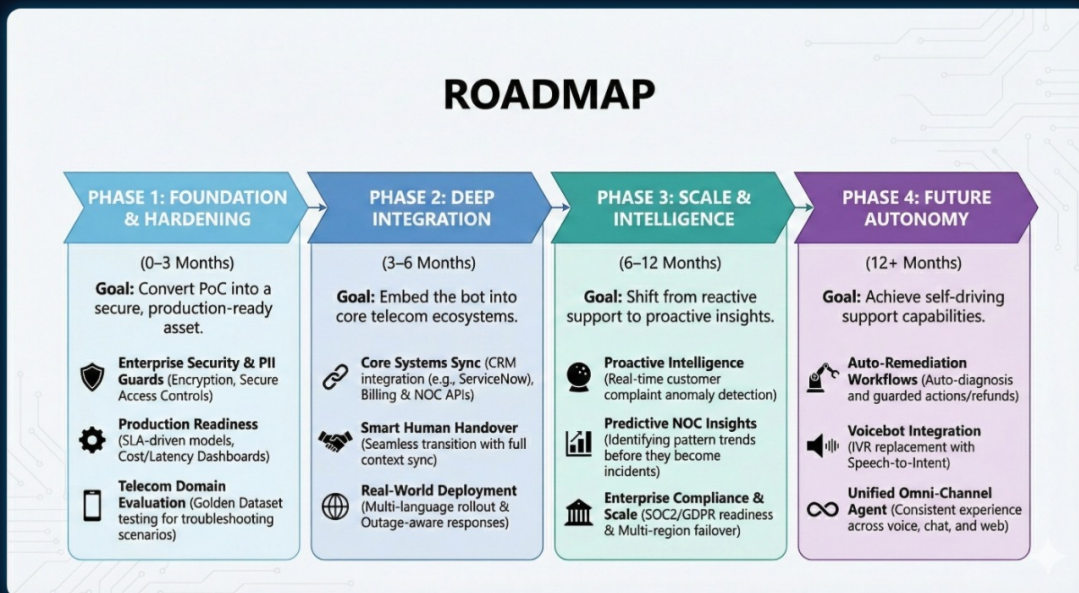 ROADMAP
PHASE 1: FOUNDATION
& HARDENING
(0–3 Months)
Goal: Convert PoC into a
secure, production-ready
asset.
Enterprise Security & PII
Guards (Encryption, Secure
Access Controls)
Production Readiness
(SLA-driven models,
Cost/Latency Dashboards)
Telecom Domain
Evaluation (Golden Dataset
testing for troubleshooting
scenarios)
PHASE 2: DEEP
INTEGRATION
(3–6 Months)
Goal: Embed the bot into
core telecom ecosystems.
Core Systems Sync (CRM
integration (e.g., ServiceNow),
Billing & NOC APIs)
Smart Human Handover
(Seamless transition with full
context sync)
Real-World Deployment
(Multi-language rollout &
Outage-aware responses)
PHASE 3: SCALE &
INTELLIGENCE
(6–12 Months)
Goal: Shift from reactive
support to proactive insights.
Proactive Intelligence
(Real-time customer
complaint anomaly detection)
Predictive NOC Insights
(Identifying pattern trends
before they become
incidents)
Enterprise Compliance &
Scale (SOC2/GDPR readiness
& Multi-region failover)
PHASE 4: FUTURE
AUTONOMY
(12+ Months)
Goal: Achieve self-driving
support capabilities.
Auto-Remediation
Workflows (Auto-diagnosis
and guarded actions/refunds)
Voicebot Integration
(IVR replacement with
Speech-to-Intent)
Unified Omni-Channel
Agent (Consistent experience
across voice, chat, and web)